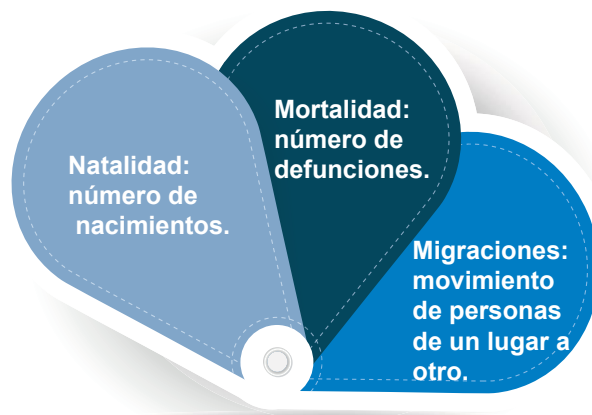 Natalidad:
número de
nacimientos.
Mortalidad:
número de
defunciones.
Migraciones:
movimiento
de personas
de un lugar a
otro.